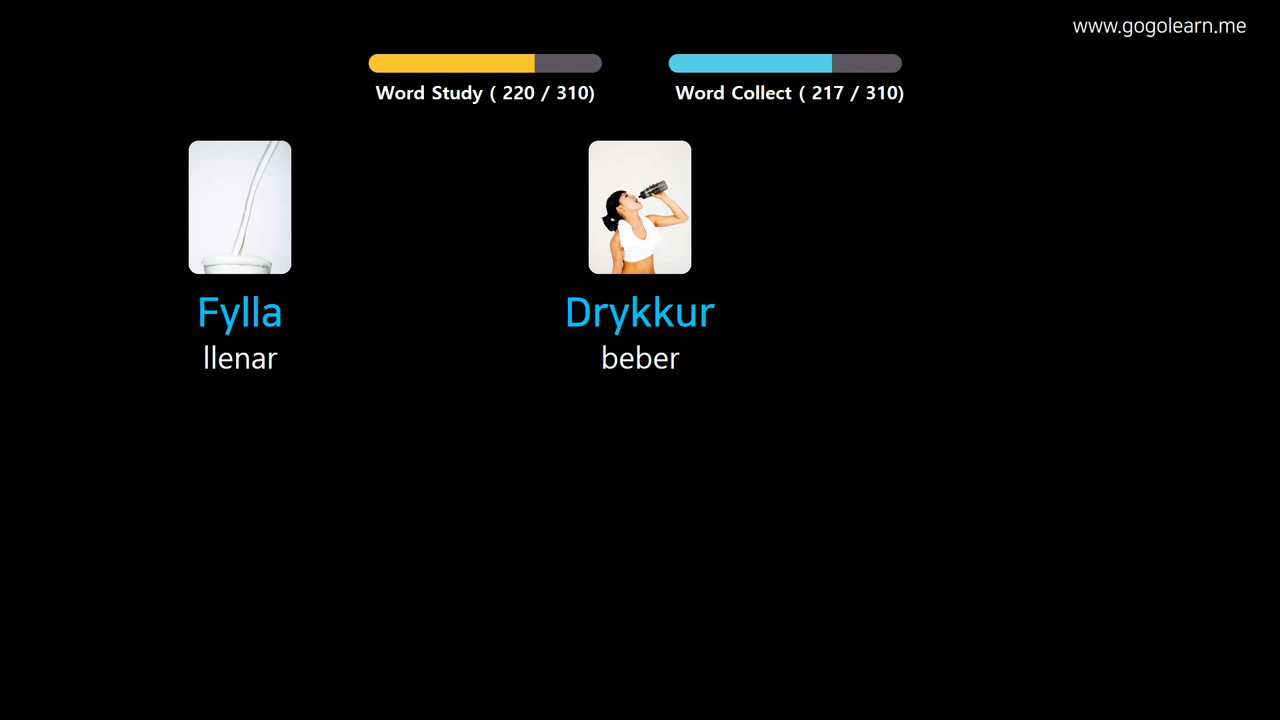 www.gogolearn.me
Word Study ( 220 / 310)
Word Collect ( 217 / 310)
Fylla
llenar
Drykkur
beber